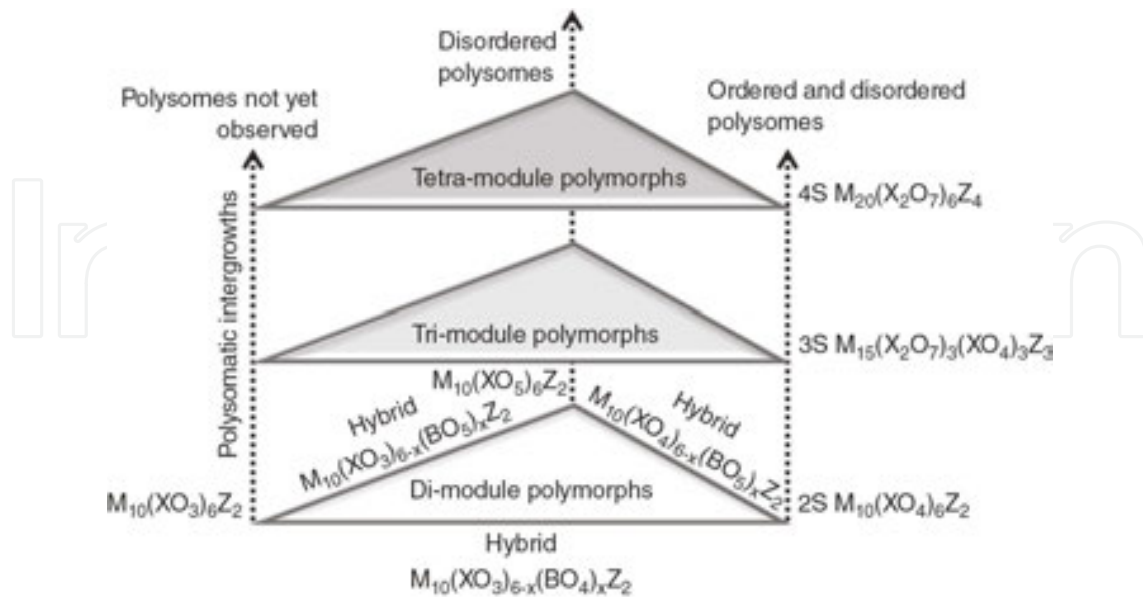 Disordered
polysomes
Polysomes not yet
observed
Ordered and disordered
polysomes
Tetra-module polymorphs
4S M₂₀(X₂O₇)₆Z₄
Polysomatic intergrowths
Tri-module polymorphs
3S M₁₅(X₂O₇)₃(XO₄)₃Z₃
M₁₀(XO₅)₆Z₂
Hybrid
M₁₀(XO₃)₆₋ₓ(BO₅)ₓZ₂
Hybrid
M₁₀(XO₄)₆₋ₓ(BO₅)ₓZ₂
Di-module polymorphs
M₁₀(XO₃)₆Z₂
2S M₁₀(XO₄)₆Z₂
Hybrid
M₁₀(XO₃)₆₋ₓ(BO₄)ₓZ₂